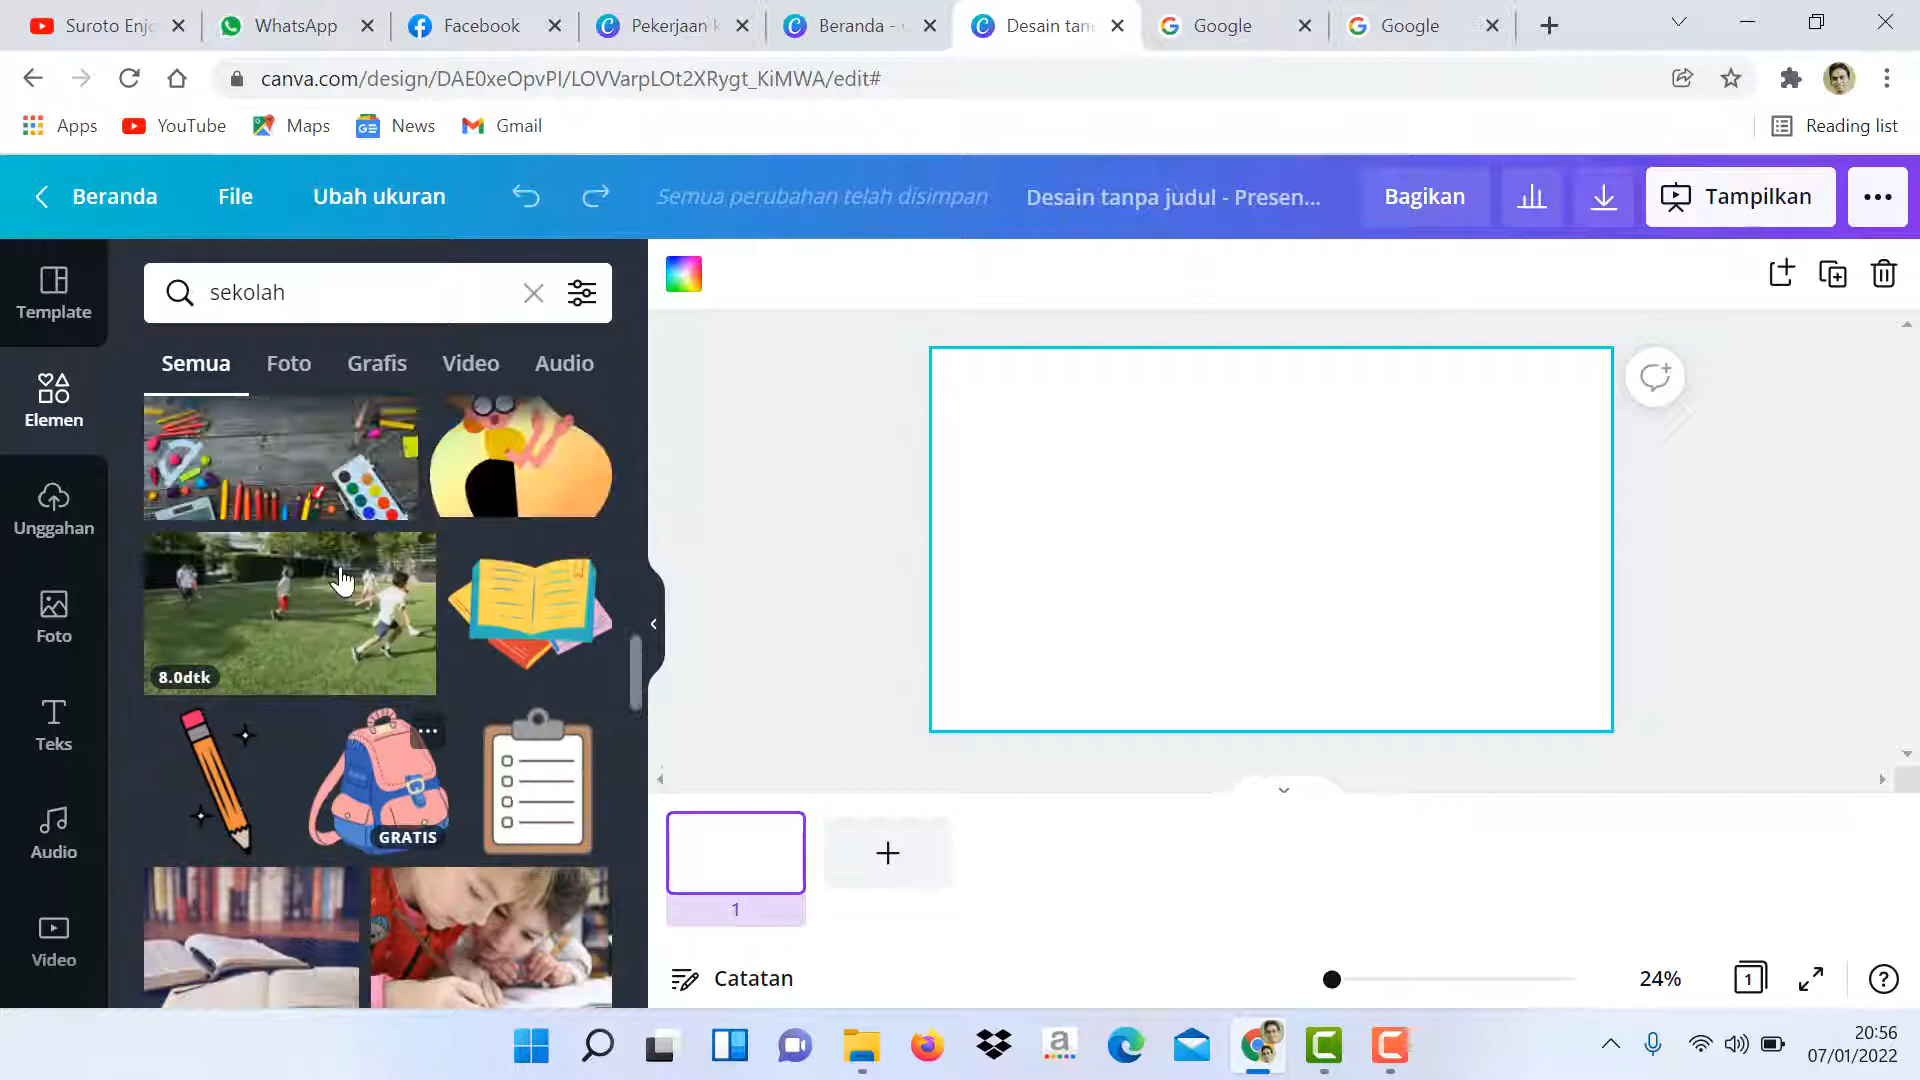 Suroto Enjo
WhatsApp
Facebook
Pekerjaan k
Beranda -
Desain tan
Google
Google
canva.com/design/DAE0xeOpvPI/LOVVarpLOt2XRygt_KiMWA/edit#
Apps
YouTube
Maps
News
Gmail
Reading list
Beranda
File
Ubah ukuran
Semua perubahan telah disimpan
Desain tanpa judul - Presen...
Bagikan
Tampilkan
Template
Elemen
Unggahan
Foto
Teks
Audio
Video
sekolah
Semua
Foto
Grafis
Video
Audio
8.0dtk
GRATIS
1
Catatan
24%
1
20:56
07/01/2022